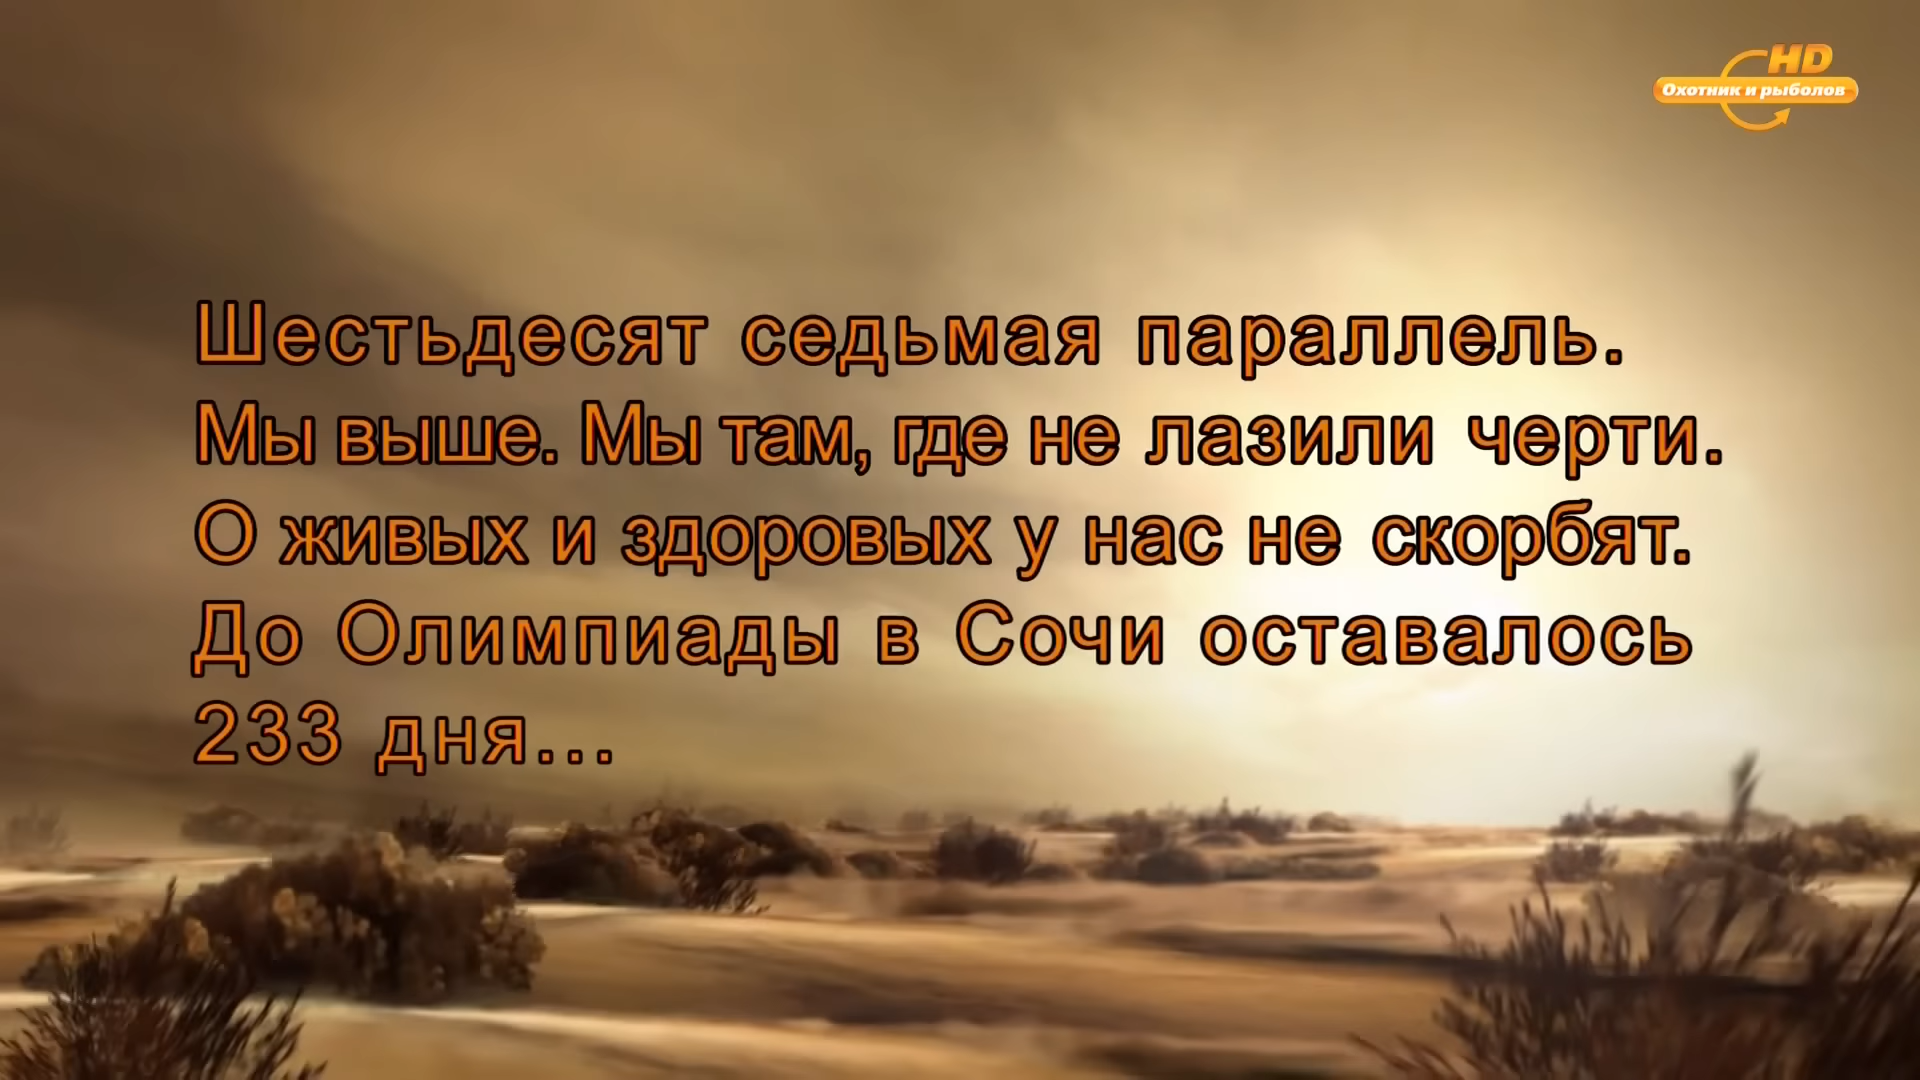 HD
Охотник и рыболов
Шестьдесят седьмая параллель.
Мы выше. Мы там, где не лазили черти.
О живых и здоровых у нас не скорбят.
До Олимпиады в Сочи оставалось
233 дня...